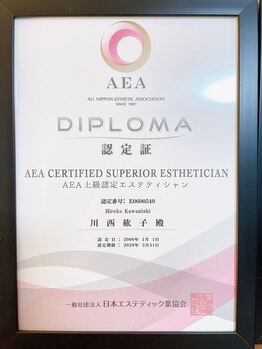 AEA
ALL NIPPON ESTHETIC ASSOCIATION
SINCE 1987
DIPLOMA
認定証
AEA CERTIFIED SUPERIOR ESTHETICIAN
AEA上級認定エステティシャン
認定番号: E0600549
Hiroko Kawanishi
川西紘子殿
認定日: 2006年 1月 1日
認定期限: 2029年 3月31日
一般社団法人 日本エステティック業協会